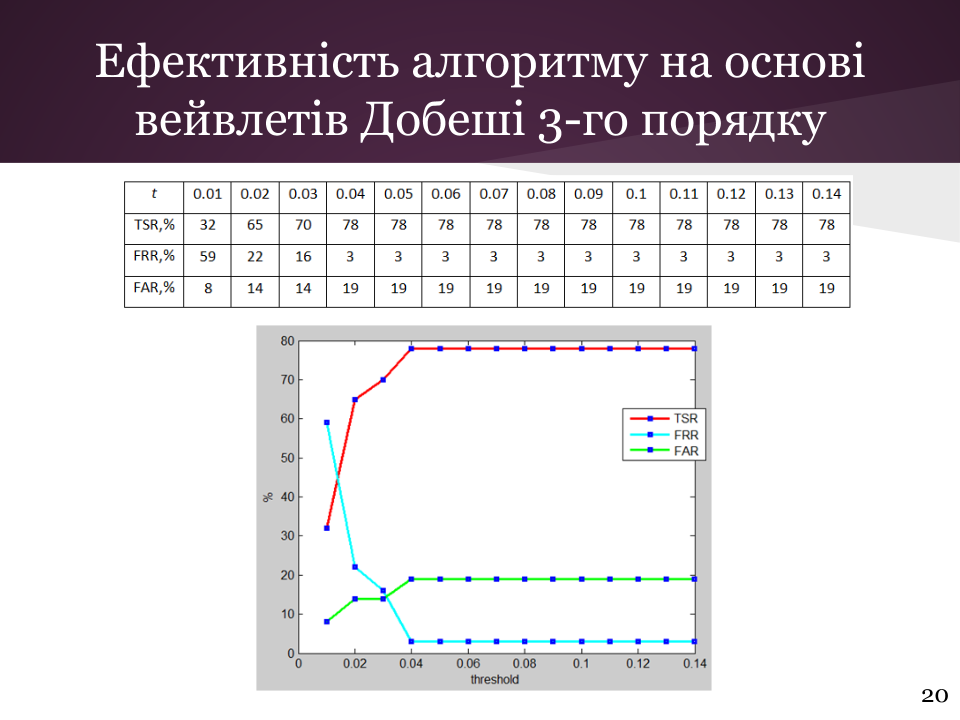 Ефективність алгоритму на основі
вейвлетів Добеші 3-го порядку
t 0.01 0.02 0.03 0.04 0.05 0.06 0.07 0.08 0.09 0.1 0.11 0.12 0.13 0.14
TSR,% 32 65 70 78 78 78 78 78 78 78 78 78 78 78
FRR,% 59 22 16 3 3 3 3 3 3 3 3 3 3 3
FAR,% 8 14 14 19 19 19 19 19 19 19 19 19 19 19
80
70
60
50
40
30
20
10
0
%
TSR
FRR
FAR
0 0.02 0.04 0.06 0.08 0.1 0.12 0.14
threshold
20